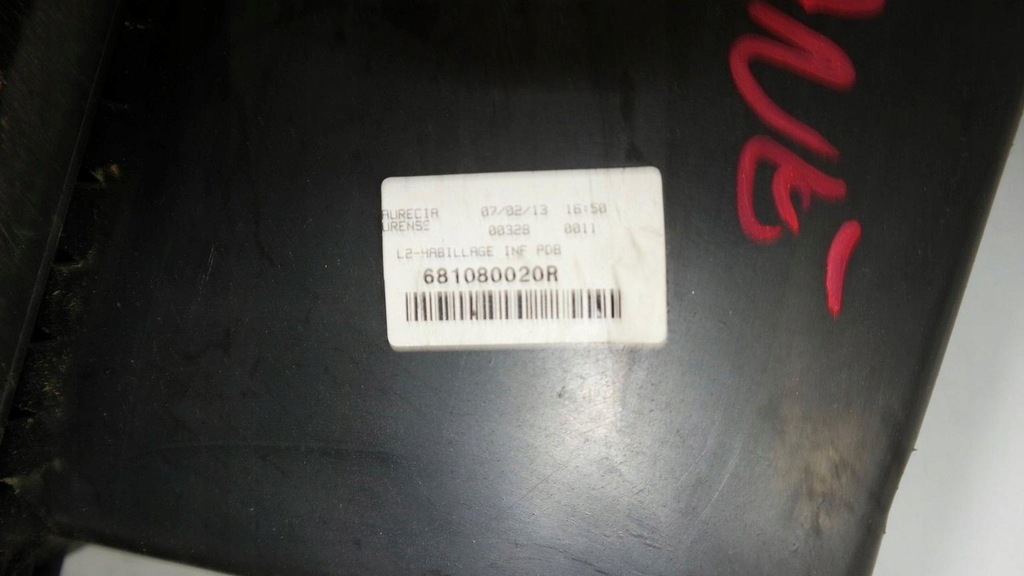 AURECIA 07/02/13 16:50
URENSE 00328 0011
L2-HABILLAGE INF PDB
681080020R